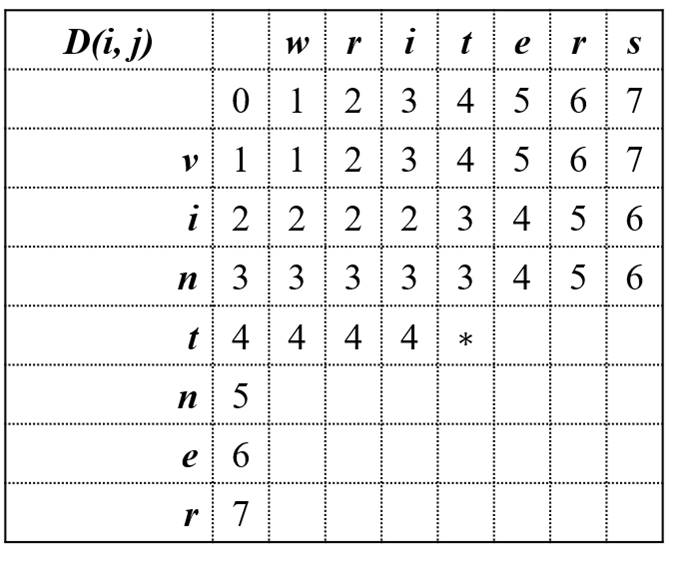 D(i, j) w r i t e r s
0 1 2 3 4 5 6 7
v 1 1 2 3 4 5 6 7
i 2 2 2 2 3 4 5 6
n 3 3 3 3 3 4 5 6
t 4 4 4 4 *
n 5
e 6
r 7